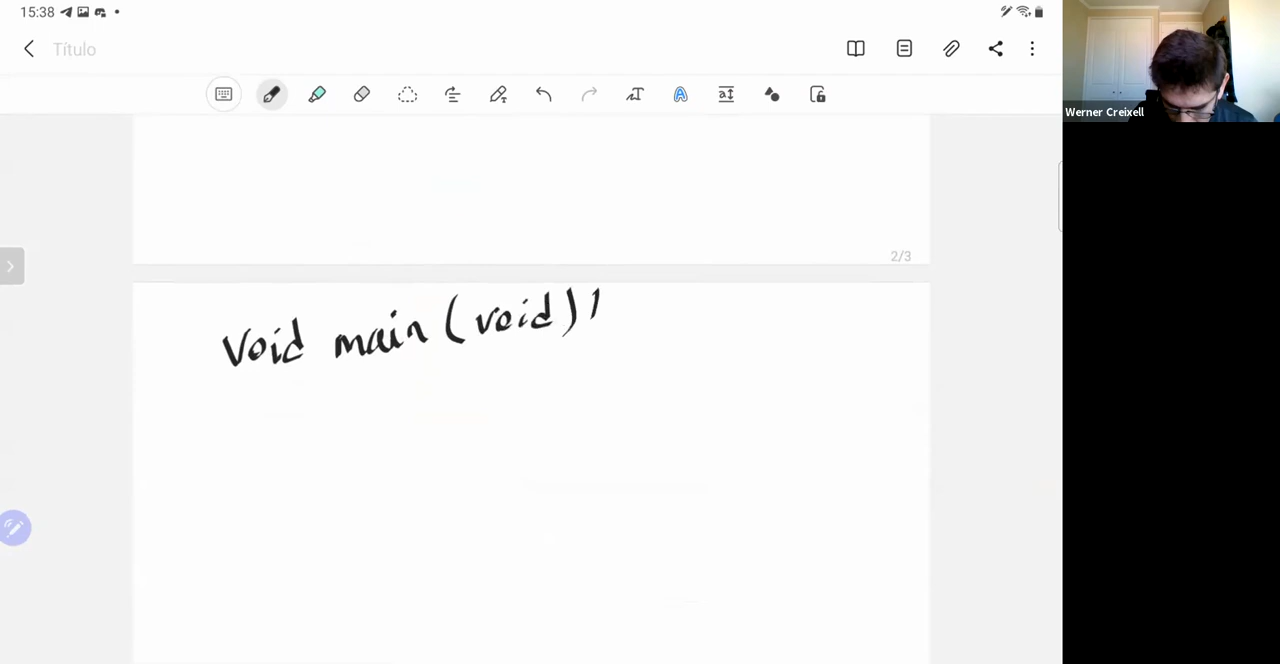 15:38
Título
Werner Creixell
2/3
Void main (void)